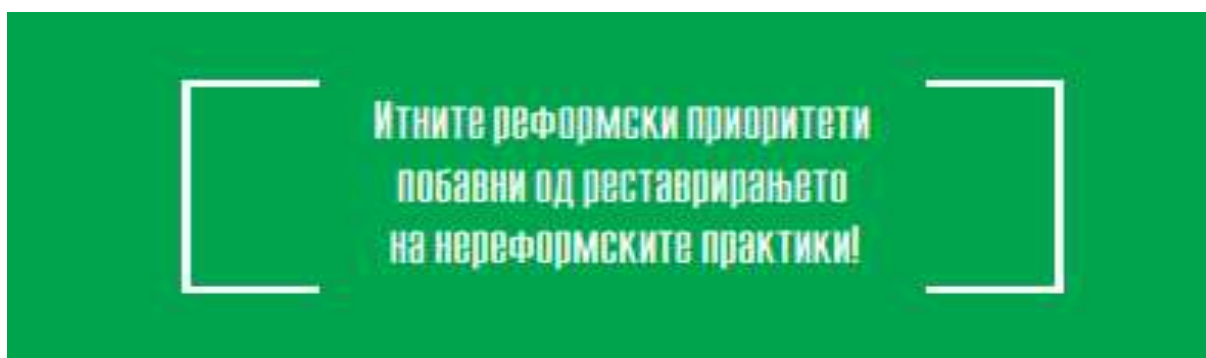 Итните реформски приоритети
побавни од реставрирањето
на нереформските практики!